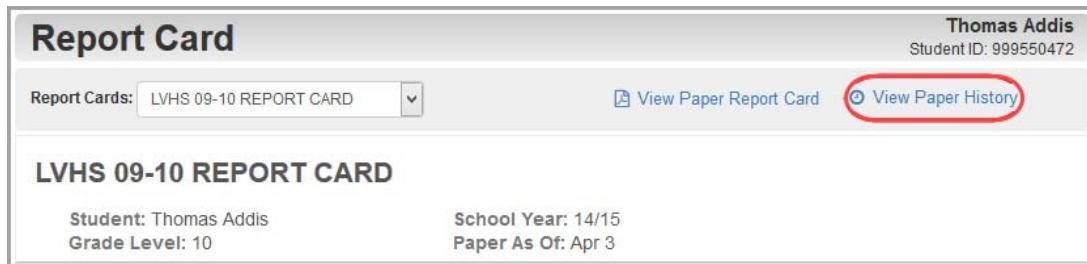 Report Card
Thomas Addis
Student ID: 999550472
Report Cards: LVHS 09-10 REPORT CARD View Paper Report Card View Paper History
LVHS 09-10 REPORT CARD
Student: Thomas Addis School Year: 14/15
Grade Level: 10 Paper As Of: Apr 3